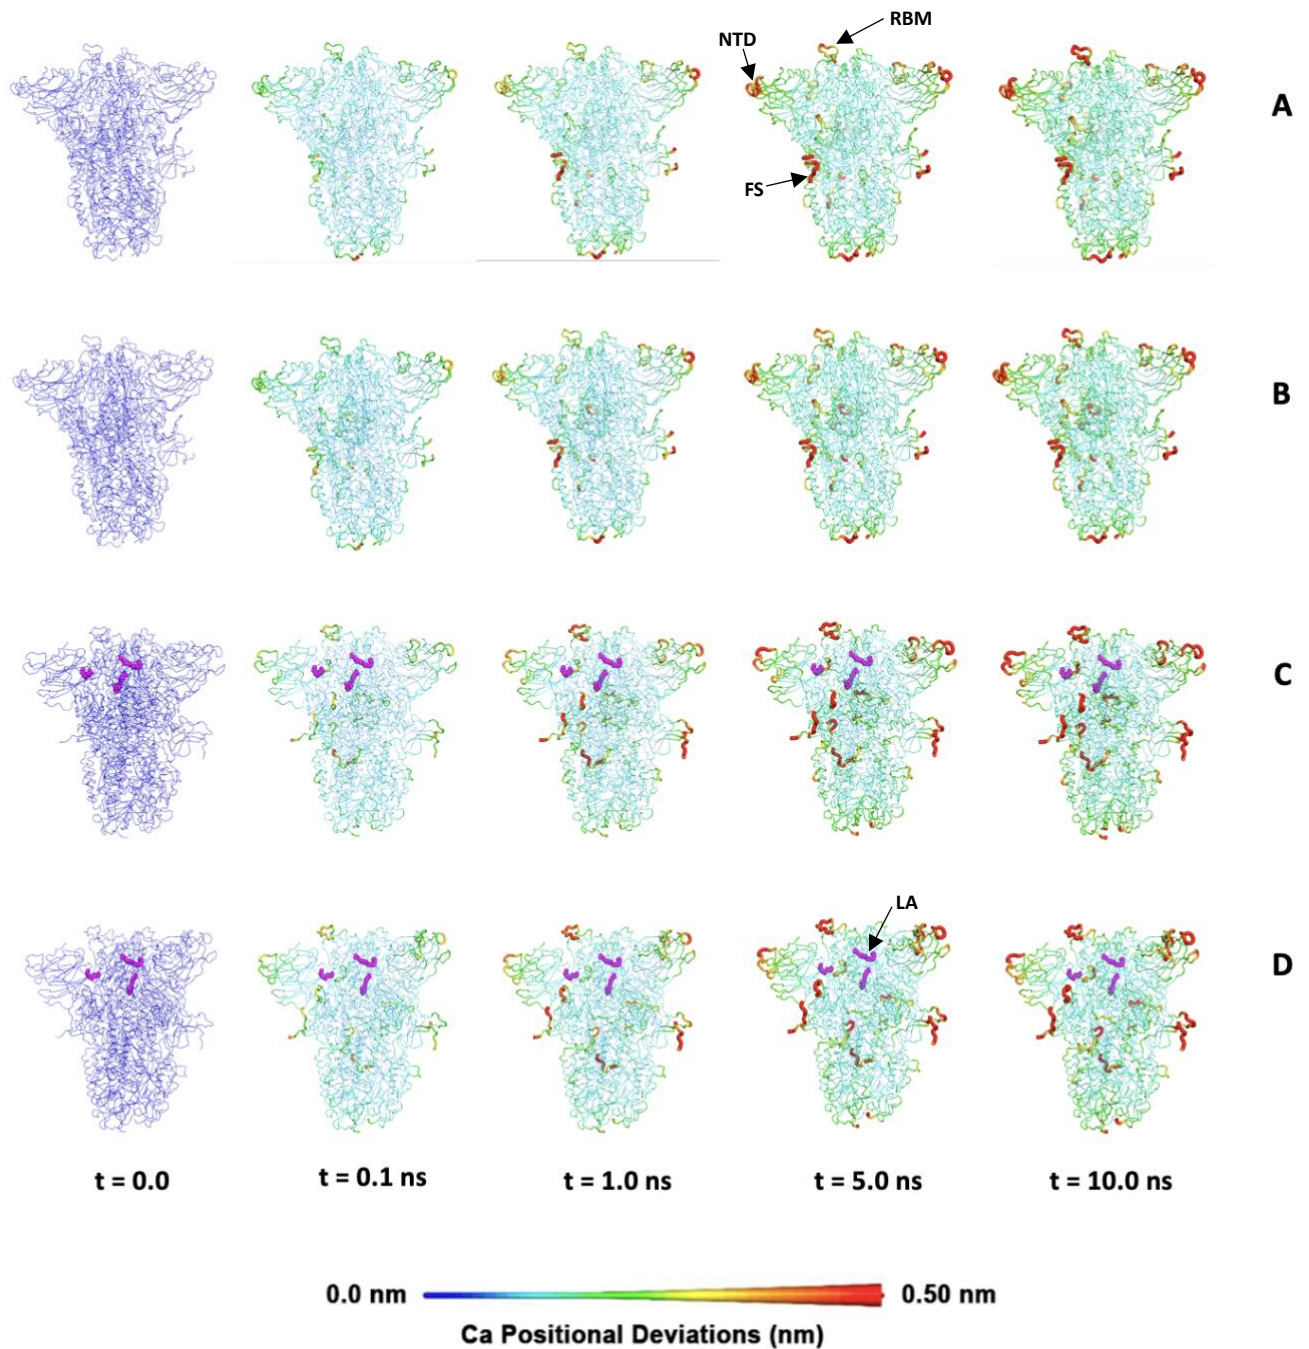 RBM
NTD
A
FS
B
C
LA
D
t = 0.0
t = 0.1 ns
t = 1.0 ns
t = 5.0 ns
t = 10.0 ns
0.0 nm
0.50 nm
Ca Positional Deviations (nm)